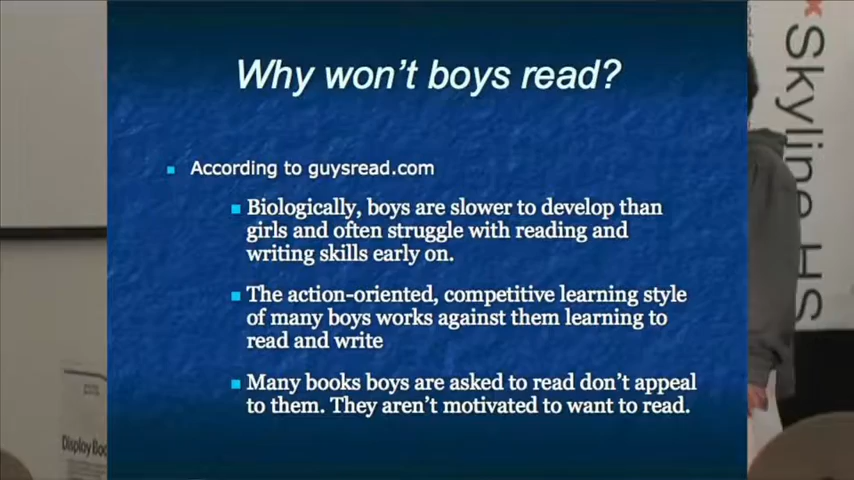 Why won't boys read?
According to guysread.com
Biologically, boys are slower to develop than
girls and often struggle with reading and
writing skills early on.
The action-oriented, competitive learning style
of many boys works against them learning to
read and write
Many books boys are asked to read don't appeal
to them. They aren't motivated to want to read.
Skyline HS
Display